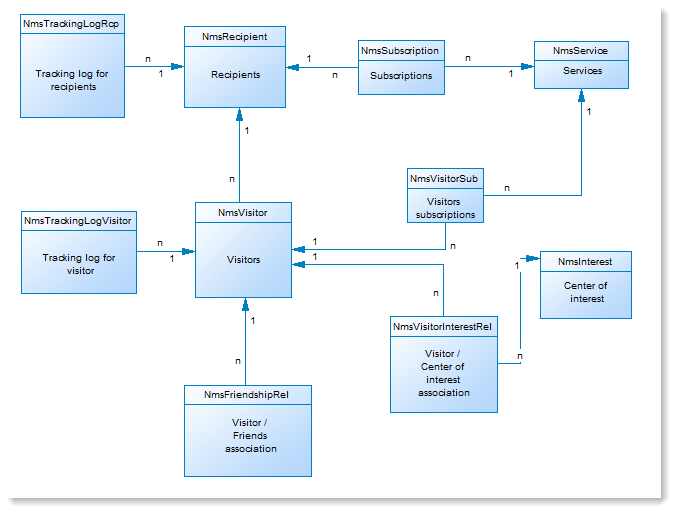 NmsTrackingLogRcp
Tracking log for
recipients
n
1
NmsRecipient
Recipients
1
n
NmsSubscription
Subscriptions
n
1
NmsService
Services
1
n
1
n
NmsVisitorSub
Visitors
subscriptions
n
NmsTrackingLogVisitor
Tracking log for
visitor
n
1
NmsVisitor
Visitors
1
1
n
NmsVisitorInterestRel
Visitor /
Center of
interest
association
n
1
NmsInterest
Center of
interest
1
n
NmsFriendshipRel
Visitor /
Friends
association